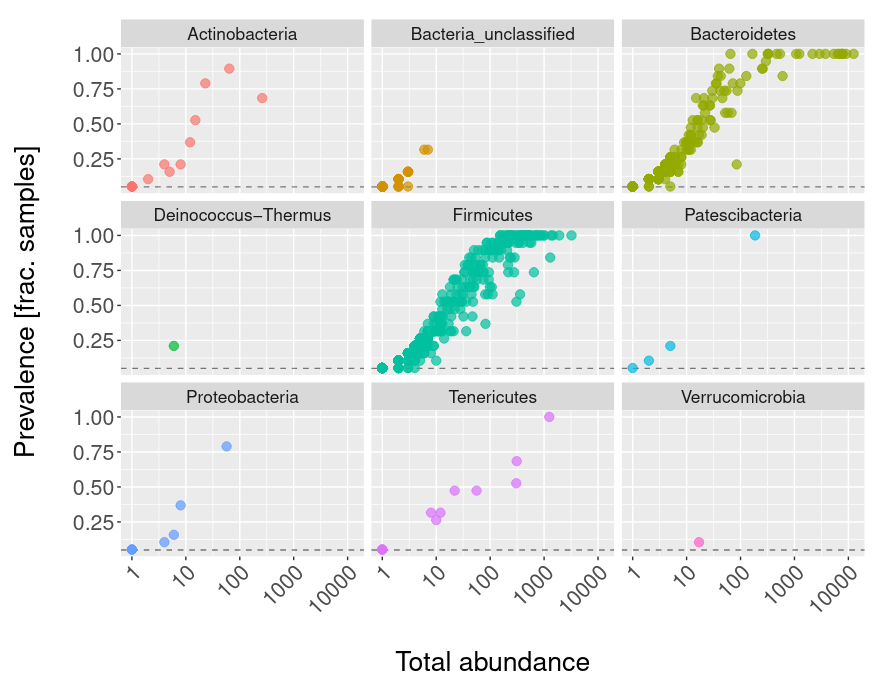 Actinobacteria Bacteria_unclassified Bacteroidetes
1.00
0.75
0.50
0.25
Deinococcus−Thermus Firmicutes Patescibacteria
1.00
0.75
0.50
0.25
Proteobacteria Tenericutes Verrucomicrobia
1.00
0.75
0.50
0.25
1 10 100 1000 10000 1 10 100 1000 10000 1 10 100 1000 10000
Total abundance
Prevalence [frac. samples]